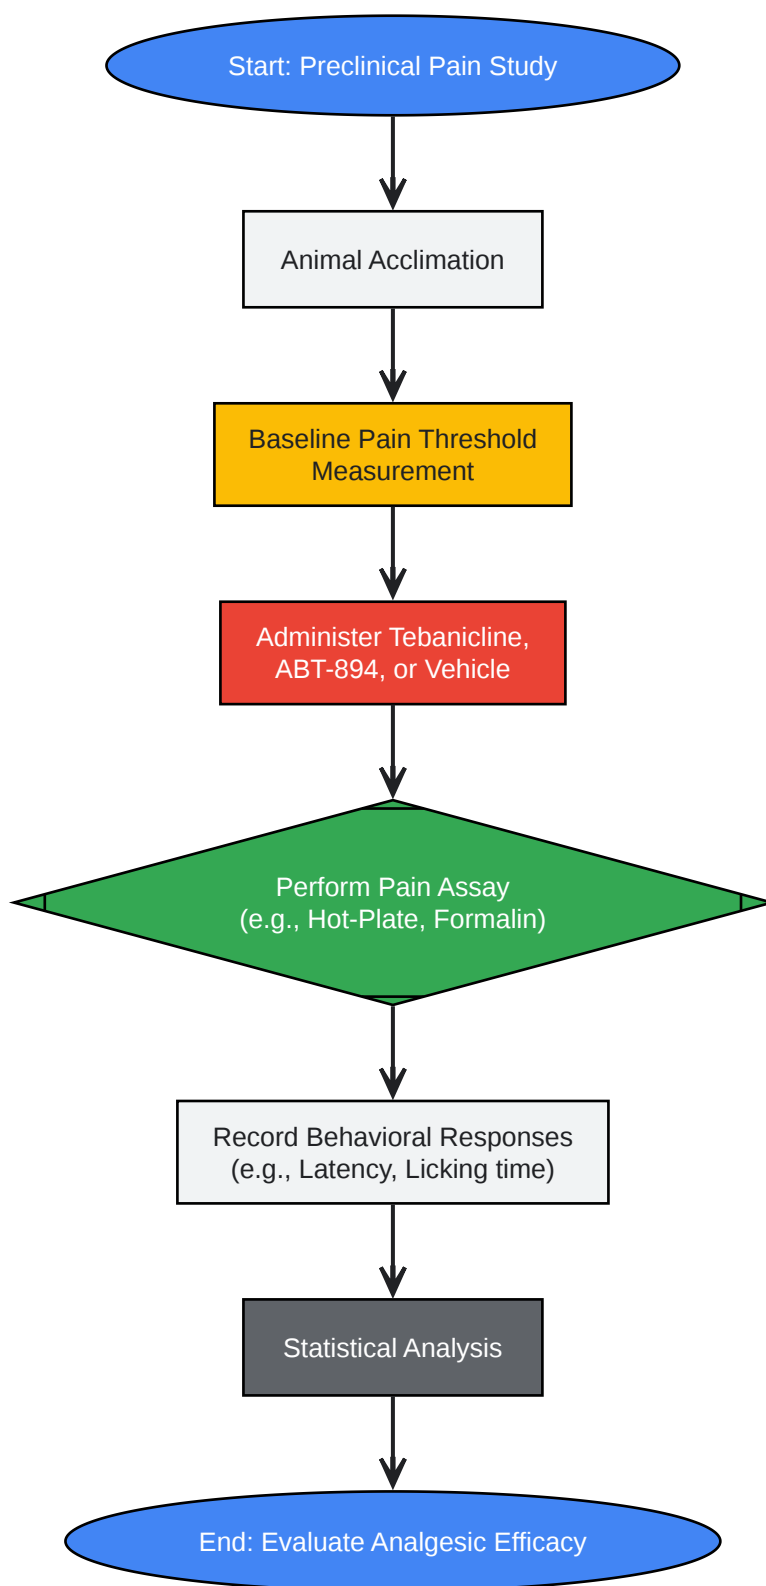 Start: Preclinical Pain Study
Animal Acclimation
Baseline Pain Threshold
Measurement
Administer Tebanicline,
ABT-894, or Vehicle
Perform Pain Assay
(e.g., Hot-Plate, Formalin)
Record Behavioral Responses
(e.g., Latency, Licking time)
Statistical Analysis
End: Evaluate Analgesic Efficacy